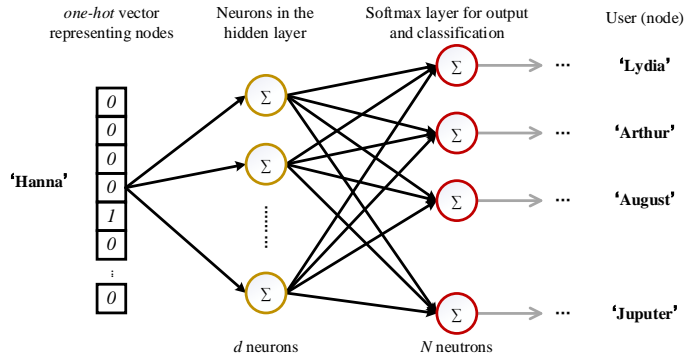 one-hot vector
representing nodes
Neurons in the
hidden layer
Softmax layer for output
and classification
User (node)
'Hanna'
0
0
0
0
1
0
...
0
Σ
Σ
......
Σ
Σ
Σ
Σ
Σ
...
...
...
...
'Lydia'
'Arthur'
'August'
'Juputer'
d neurons
N neutrons